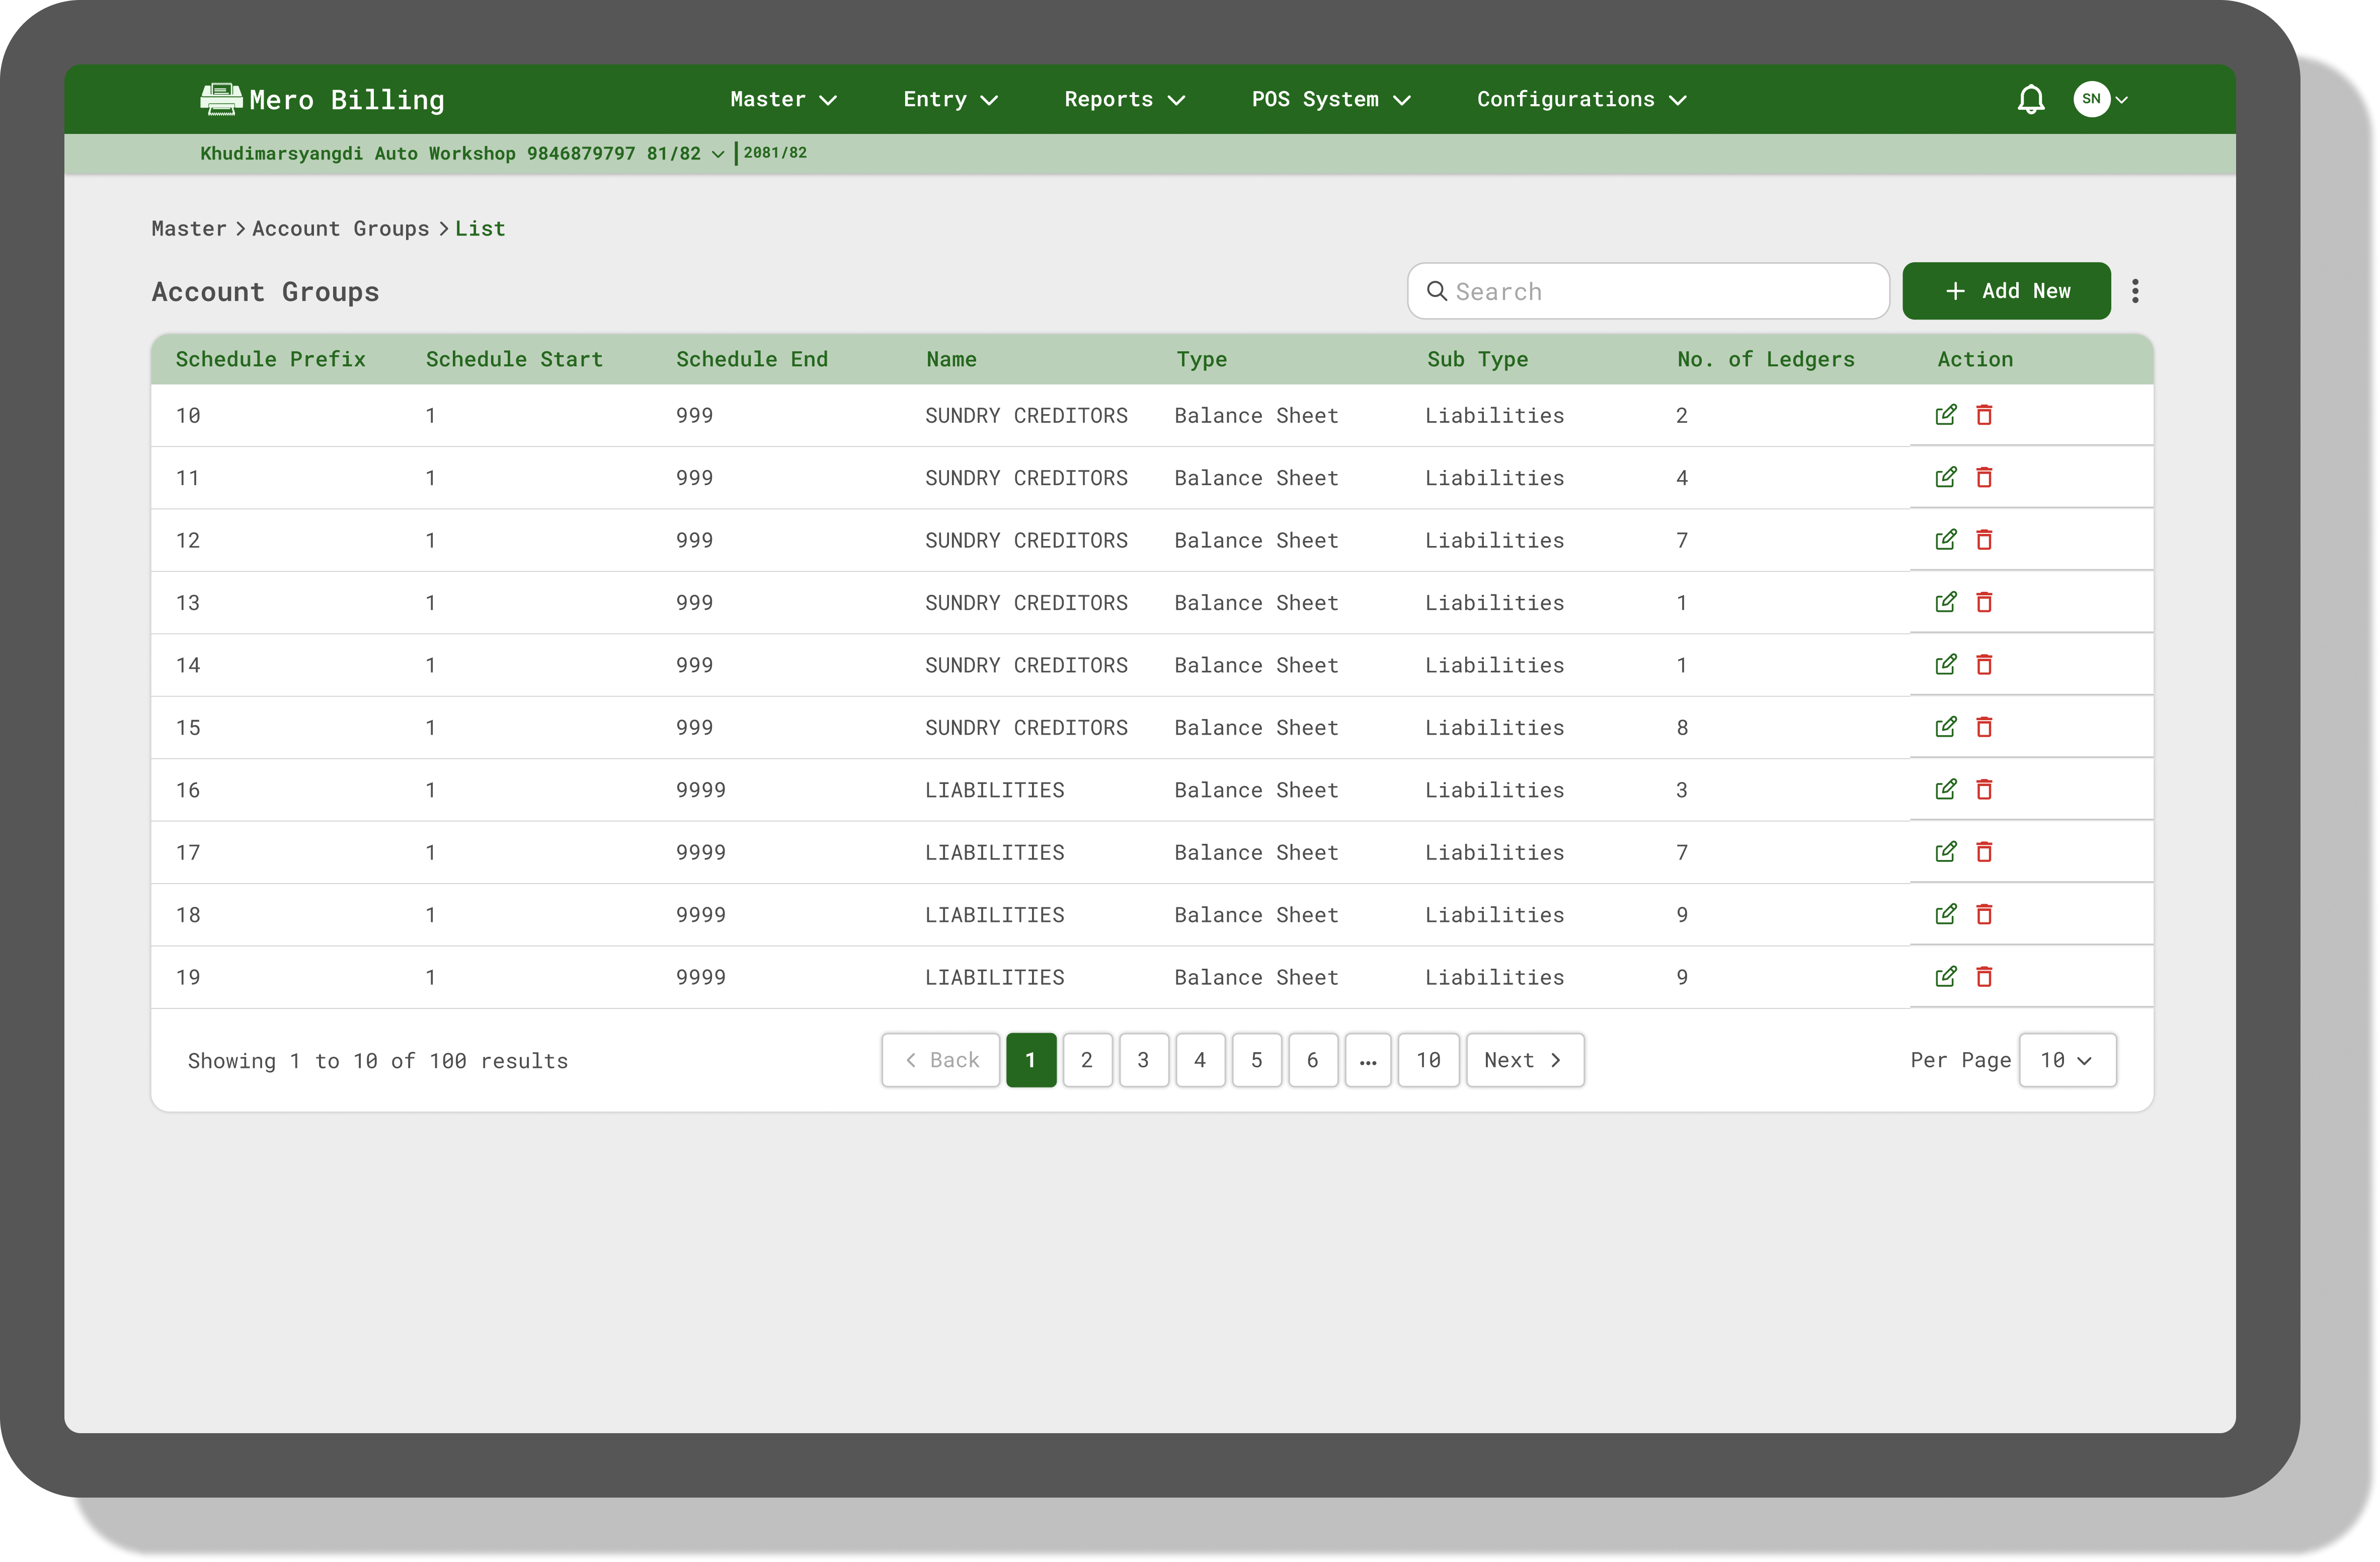 Mero Billing Master Entry Reports POS System Configurations SN
Khudimarsyangdi Auto Workshop 9846879797 81/82 2081/82
Master > Account Groups > List
Account Groups Search + Add New
Schedule Prefix Schedule Start Schedule End Name Type Sub Type No. of Ledgers Action
10 1 999 SUNDRY CREDITORS Balance Sheet Liabilities 2
11 1 999 SUNDRY CREDITORS Balance Sheet Liabilities 4
12 1 999 SUNDRY CREDITORS Balance Sheet Liabilities 7
13 1 999 SUNDRY CREDITORS Balance Sheet Liabilities 1
14 1 999 SUNDRY CREDITORS Balance Sheet Liabilities 1
15 1 999 SUNDRY CREDITORS Balance Sheet Liabilities 8
16 1 9999 LIABILITIES Balance Sheet Liabilities 3
17 1 9999 LIABILITIES Balance Sheet Liabilities 7
18 1 9999 LIABILITIES Balance Sheet Liabilities 9
19 1 9999 LIABILITIES Balance Sheet Liabilities 9
Showing 1 to 10 of 100 results < Back 1 2 3 4 5 6 ... 10 Next > Per Page 10